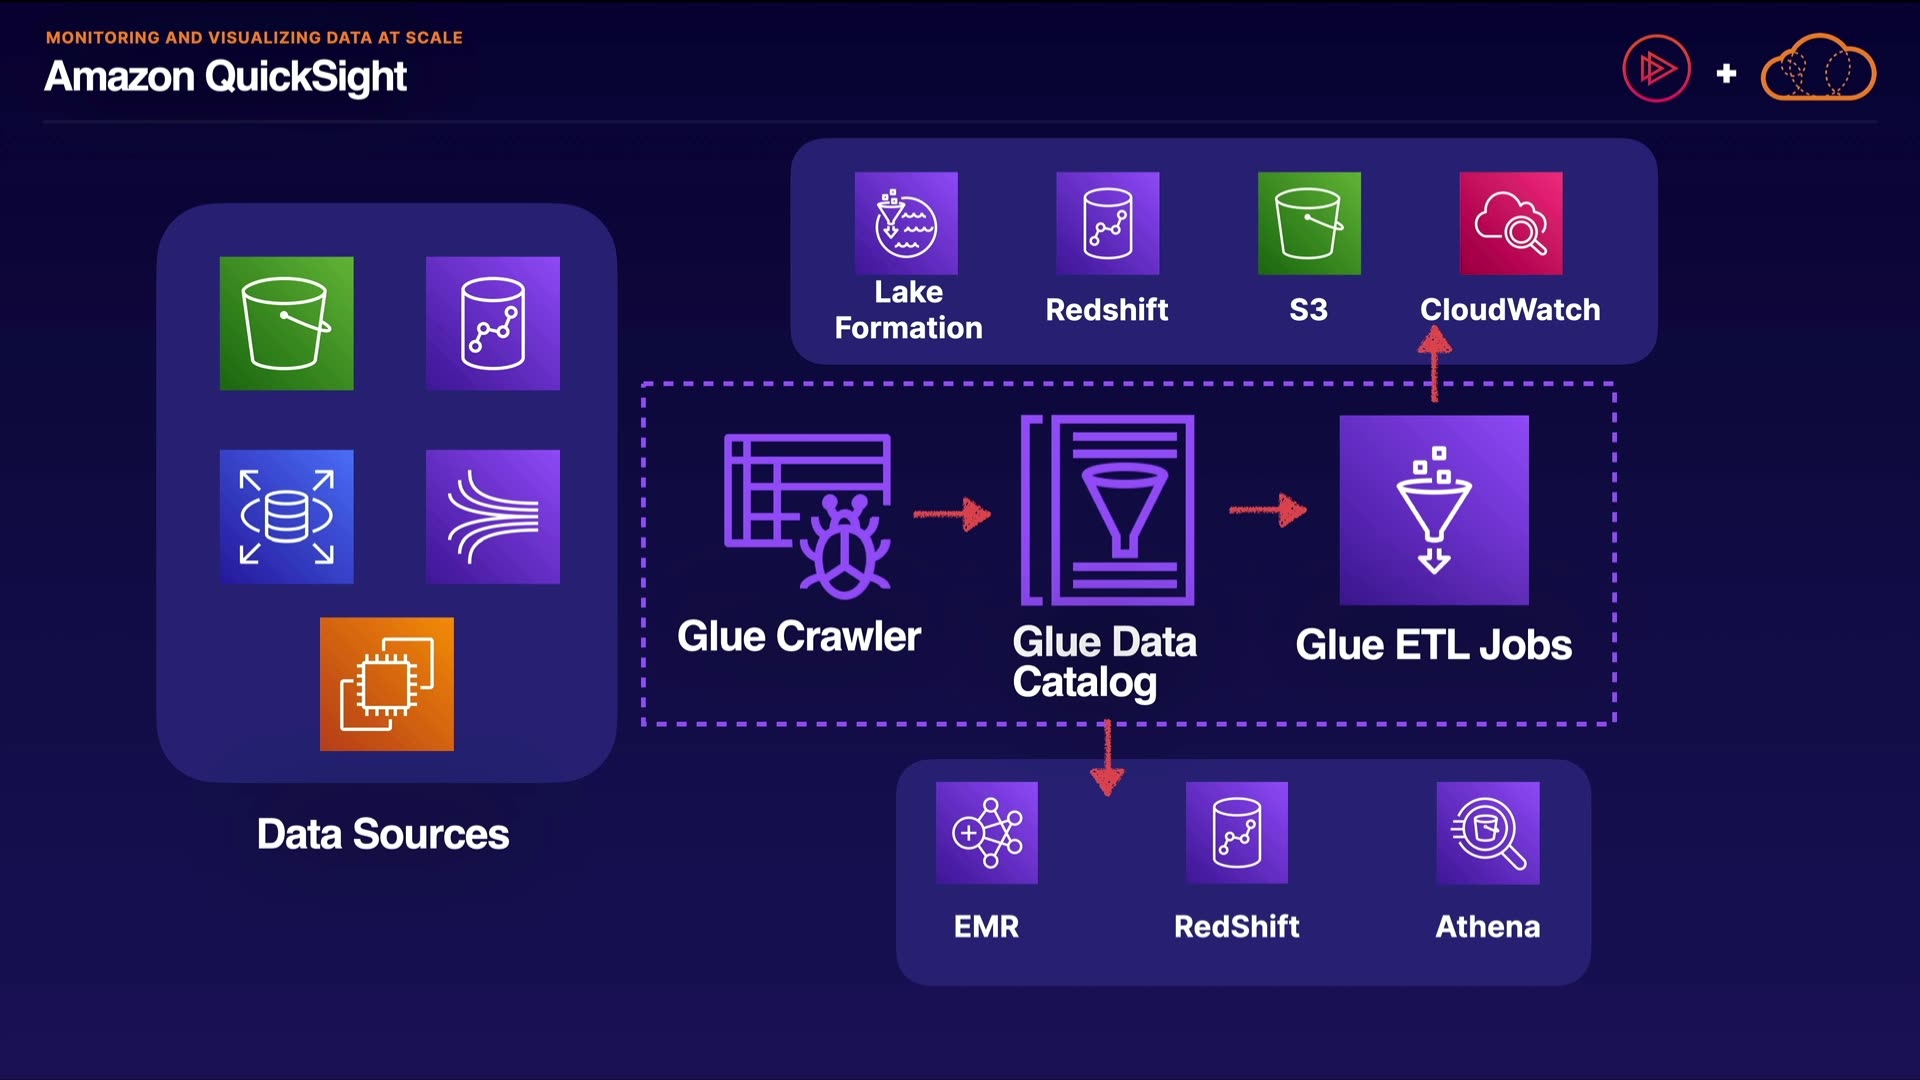 MONITORING AND VISUALIZING DATA AT SCALE
Amazon QuickSight
Lake
Formation
Redshift
S3
CloudWatch
Glue Crawler
Glue Data
Catalog
Glue ETL Jobs
Data Sources
EMR
RedShift
Athena